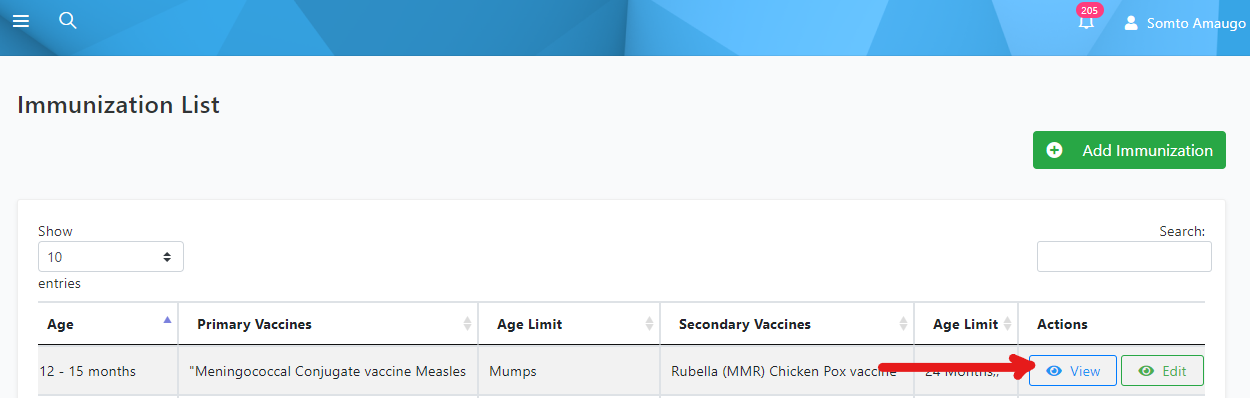 205
Somto Amaugo
Immunization List
Add Immunization
Show
Search:
10
entries
Age Primary Vaccines Age Limit Secondary Vaccines Age Limit Actions
12 - 15 months "Meningococcal Conjugate vaccine Measles Mumps Rubella (MMR) Chicken Pox vaccine 24 Months,, View Edit